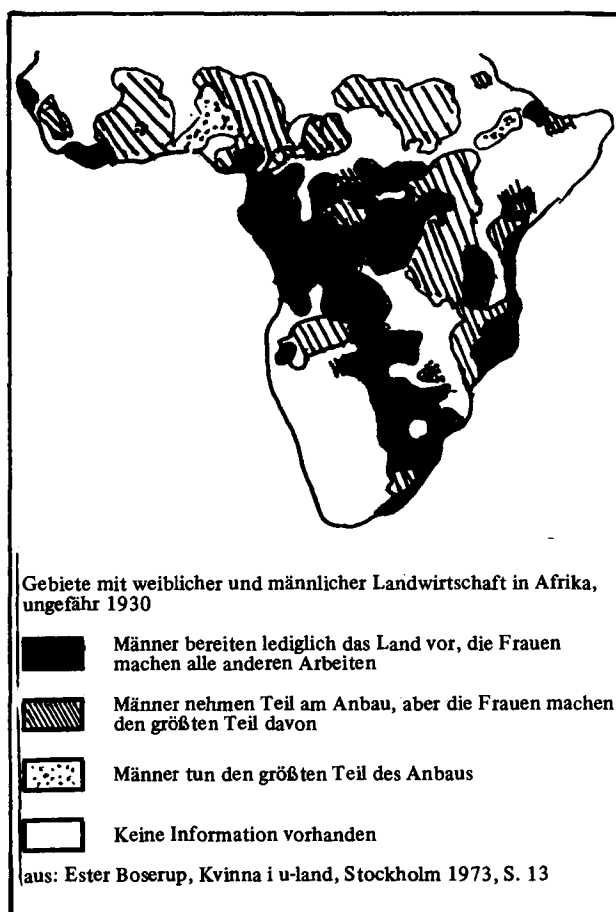 Gebiete mit weiblicher und männlicher Landwirtschaft in Afrika,
ungefähr 1930
Männer bereiten lediglich das Land vor, die Frauen
machen alle anderen Arbeiten
Männer nehmen Teil am Anbau, aber die Frauen machen
den größten Teil davon
Männer tun den größten Teil des Anbaus
Keine Information vorhanden
aus: Ester Boserup, Kvinna i u-land, Stockholm 1973, S. 13